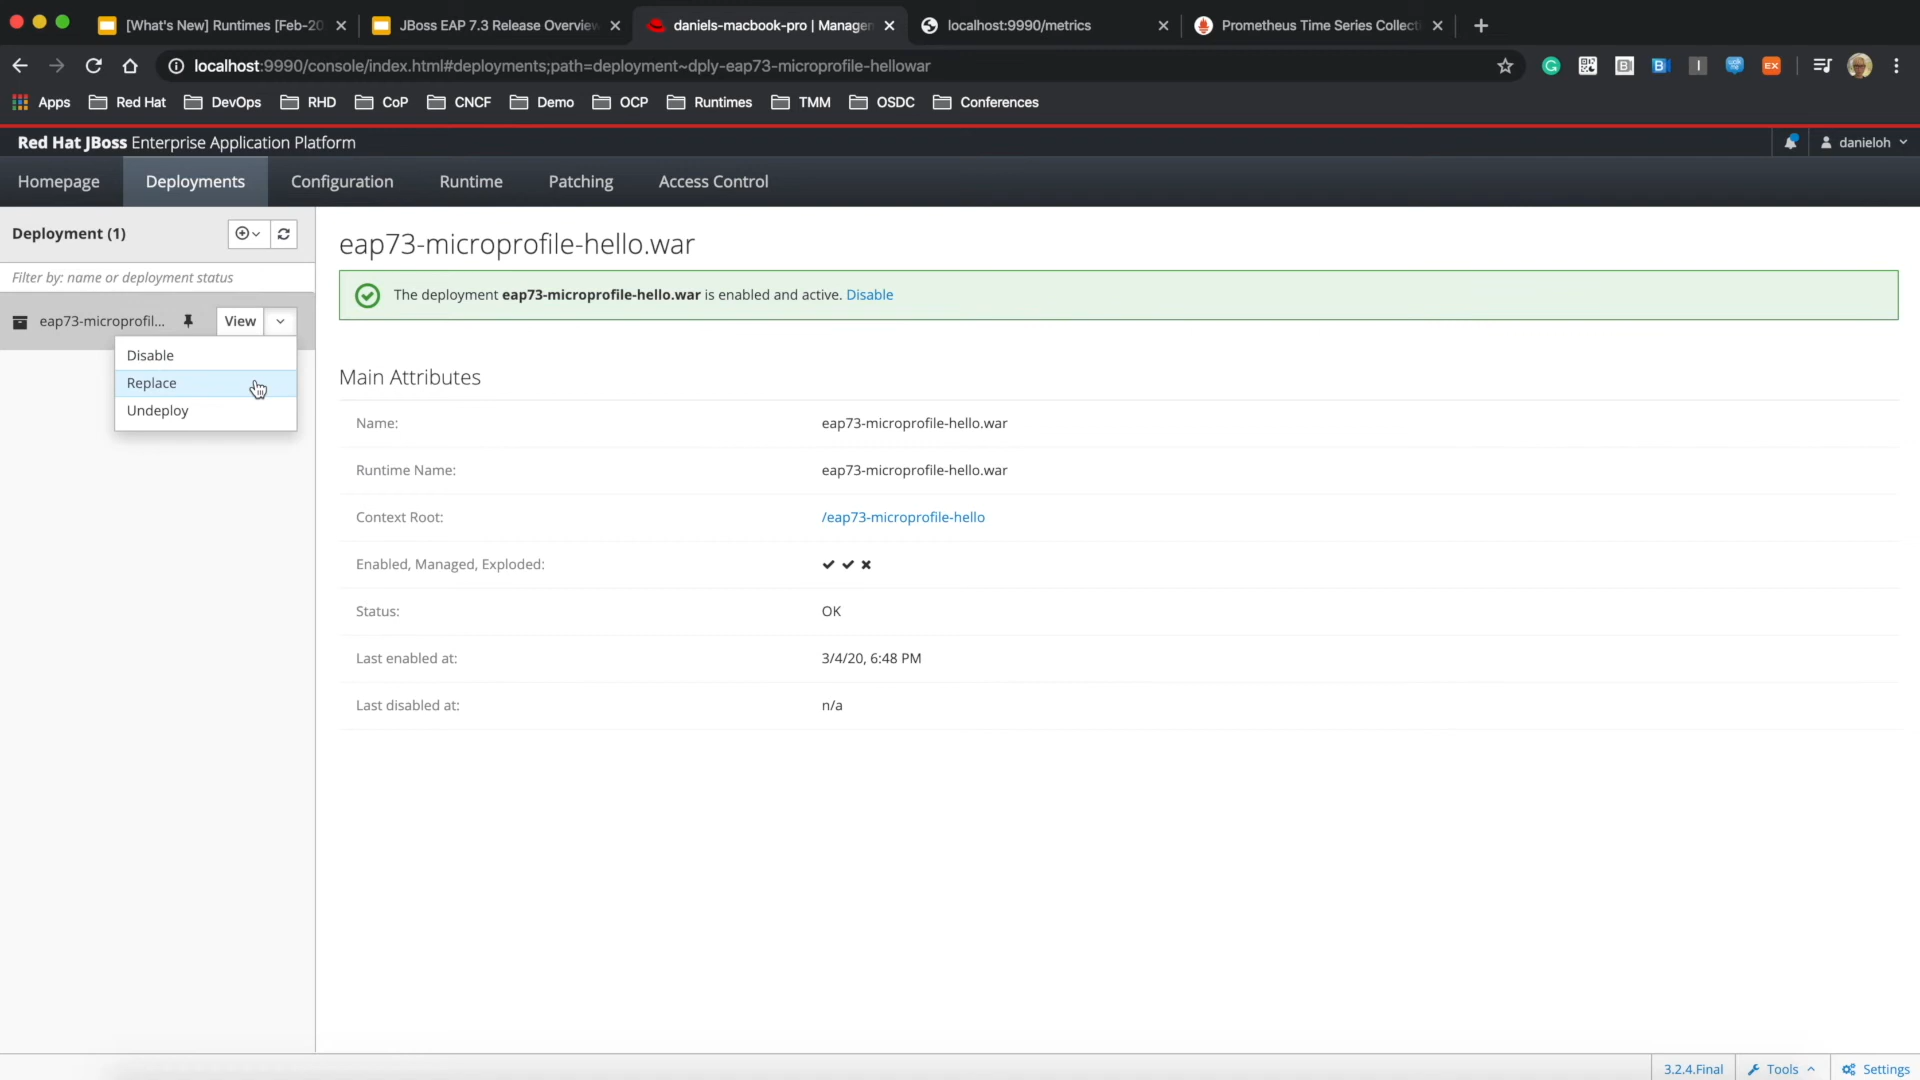 [What's New] Runtimes [Feb-20
JBoss EAP 7.3 Release Overview
daniels-macbook-pro | Manager
localhost:9990/metrics
Prometheus Time Series Collecti
localhost:9990/console/index.html#deployments;path=deployment~dply-eap73-microprofile-hellowar
Apps
Red Hat
DevOps
RHD
CoP
CNCF
Demo
OCP
Runtimes
TMM
OSDC
Conferences
Red Hat JBoss Enterprise Application Platform
danieloh
Homepage
Deployments
Configuration
Runtime
Patching
Access Control
Deployment (1)
Filter by: name or deployment status
eap73-microprofil...
View
Disable
Replace
Undeploy
eap73-microprofile-hello.war
The deployment eap73-microprofile-hello.war is enabled and active. Disable
Main Attributes
Name: eap73-microprofile-hello.war
Runtime Name: eap73-microprofile-hello.war
Context Root: /eap73-microprofile-hello
Enabled, Managed, Exploded:
Status: OK
Last enabled at: 3/4/20, 6:48 PM
Last disabled at: n/a
3.2.4.Final
Tools
Settings